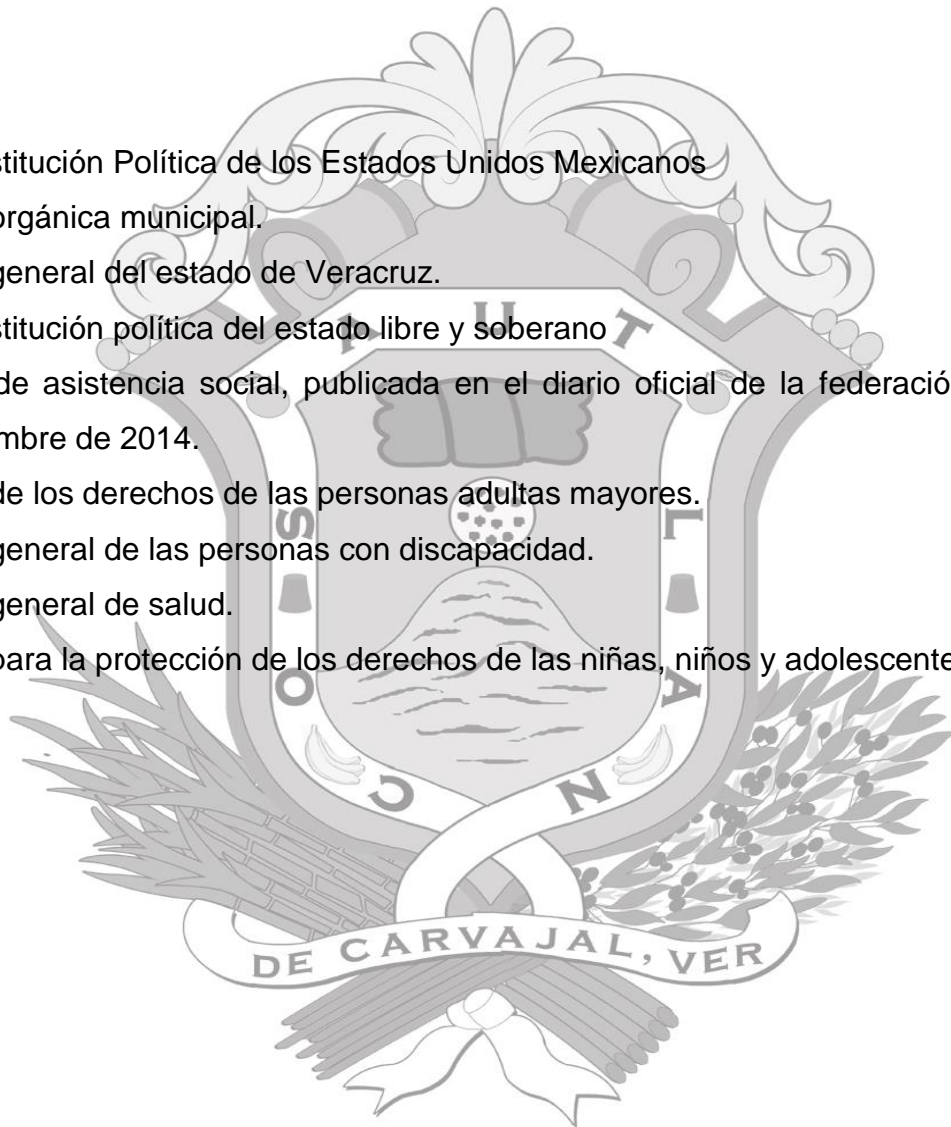 stitución Política de los Estados Unidos Mexicanos
orgánica municipal.
general del estado de Veracruz.
stitución política del estado libre y soberano
de asistencia social, publicada en el diario oficial de la federació
mbre de 2014.
de los derechos de las personas adultas mayores.
general de las personas con discapacidad.
general de salud.
para la protección de los derechos de las niñas, niños y adolescente
COSAUTLAN
DE CARVAJAL, VER